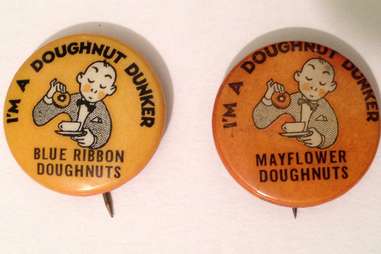 I'M A DOUGHNUT DUNKER
BLUE RIBBON
DOUGHNUTS
I'M A DOUGHNUT DUNKER
MAYFLOWER
DOUGHNUTS